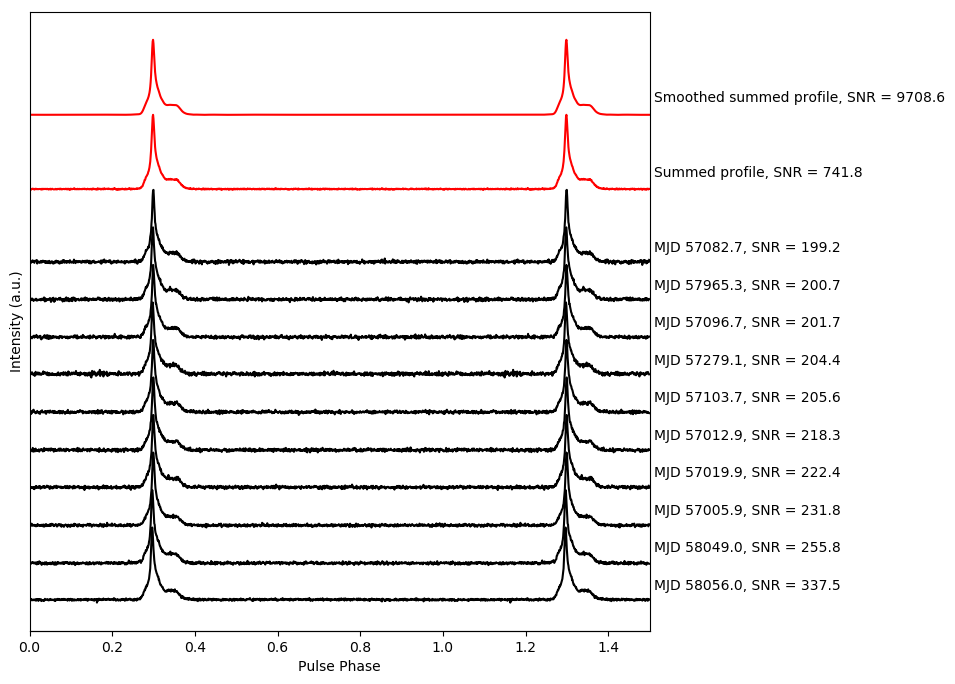 Smoothed summed profile, SNR = 9708.6
Summed profile, SNR = 741.8
MJD 57082.7, SNR = 199.2
MJD 57965.3, SNR = 200.7
MJD 57096.7, SNR = 201.7
MJD 57279.1, SNR = 204.4
MJD 57103.7, SNR = 205.6
MJD 57012.9, SNR = 218.3
MJD 57019.9, SNR = 222.4
MJD 57005.9, SNR = 231.8
MJD 58049.0, SNR = 255.8
MJD 58056.0, SNR = 337.5
Intensity (a.u.)
0.0 0.2 0.4 0.6 0.8 1.0 1.2 1.4
Pulse Phase